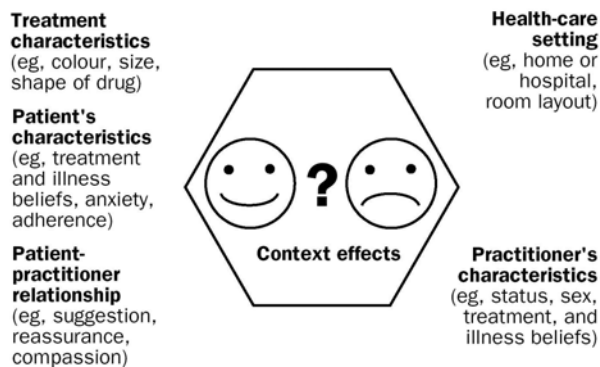 Treatment
characteristics
(eg, colour, size,
shape of drug)
Patient's
characteristics
(eg, treatment
and illness
beliefs, anxiety,
adherence)
Patient-
practitioner
relationship
(eg, suggestion,
reassurance,
compassion)
?
Context effects
Health-care
setting
(eg, home or
hospital,
room layout)
Practitioner's
characteristics
(eg, status, sex,
treatment, and
illness beliefs)